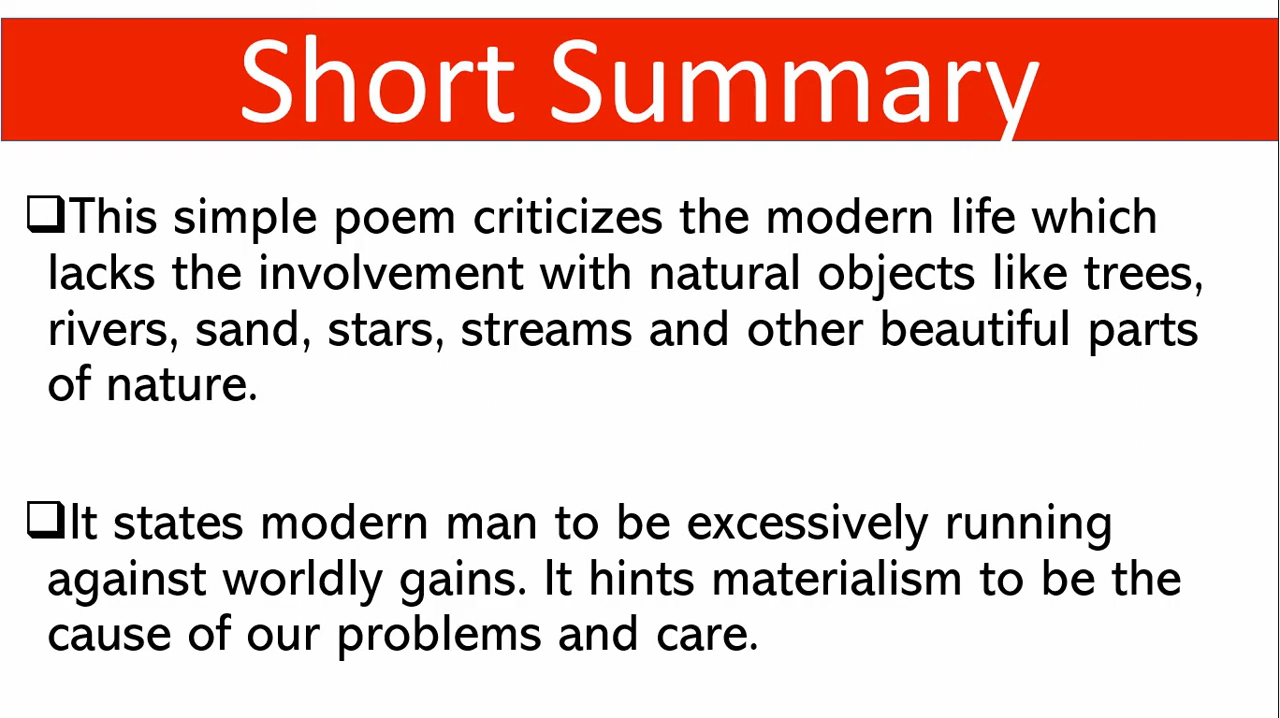 Short Summary
❑This simple poem criticizes the modern life which
lacks the involvement with natural objects like trees,
rivers, sand, stars, streams and other beautiful parts
of nature.
❑It states modern man to be excessively running
against worldly gains. It hints materialism to be the
cause of our problems and care.